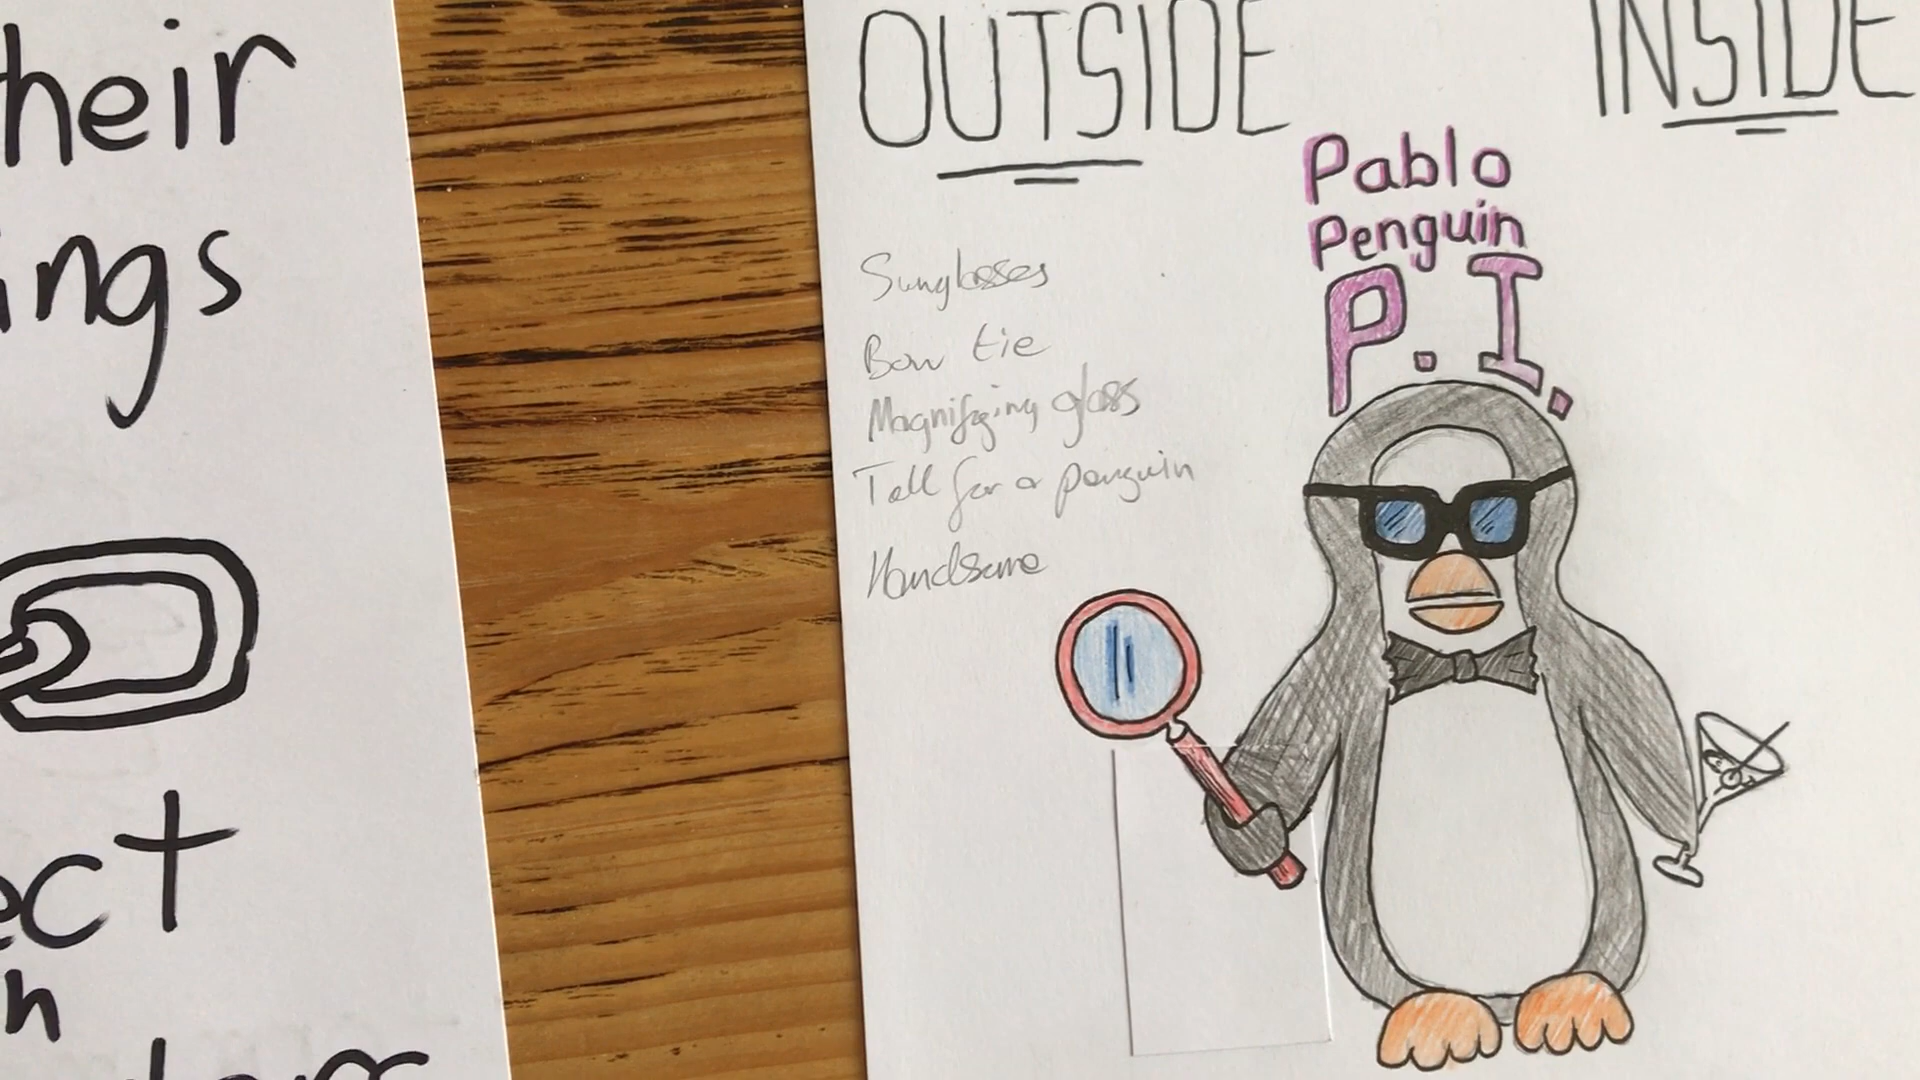 heir
ings
ect
n
OUTSIDE
INSIDE
Pablo
Penguin
P.I.
Sunglasses
Bow tie
Magnifying glass
Tall for a penguin
Handsome